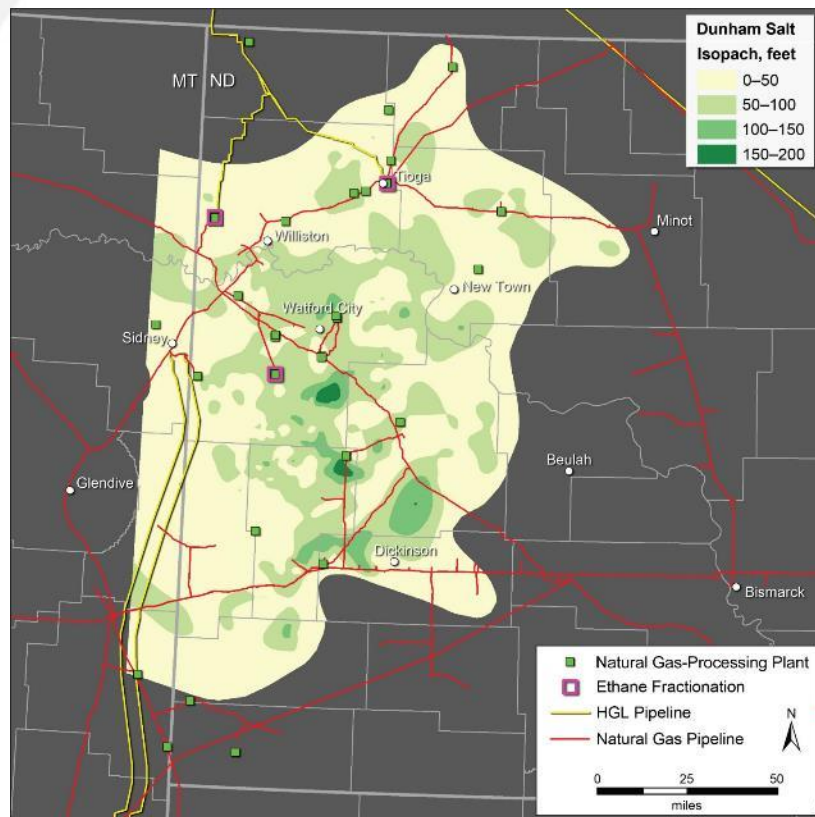 Dunham Salt
Isopach, feet
0–50
50–100
100–150
150–200
MT ND
Tioga
Minot
Williston
New Town
Watford City
Sidney
Beulah
Glendive
Dickinson
Bismarck
Natural Gas-Processing Plant
Ethane Fractionation
HGL Pipeline
Natural Gas Pipeline
N
0 25 50
miles